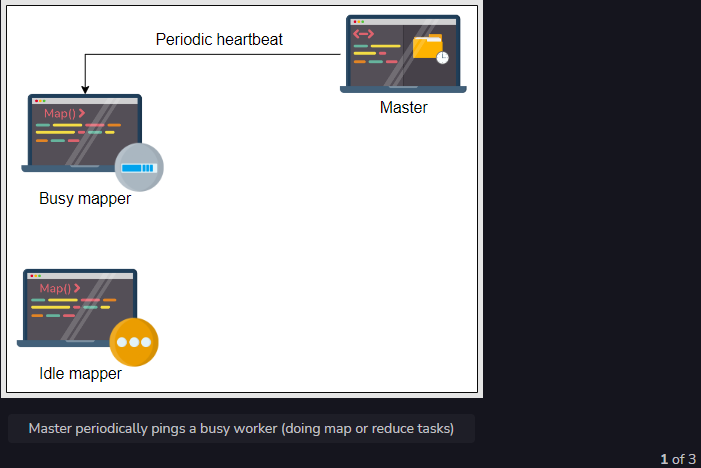 Periodic heartbeat
Master
Map()
Busy mapper
Map()
Idle mapper
Master periodically pings a busy worker (doing map or reduce tasks)
1 of 3